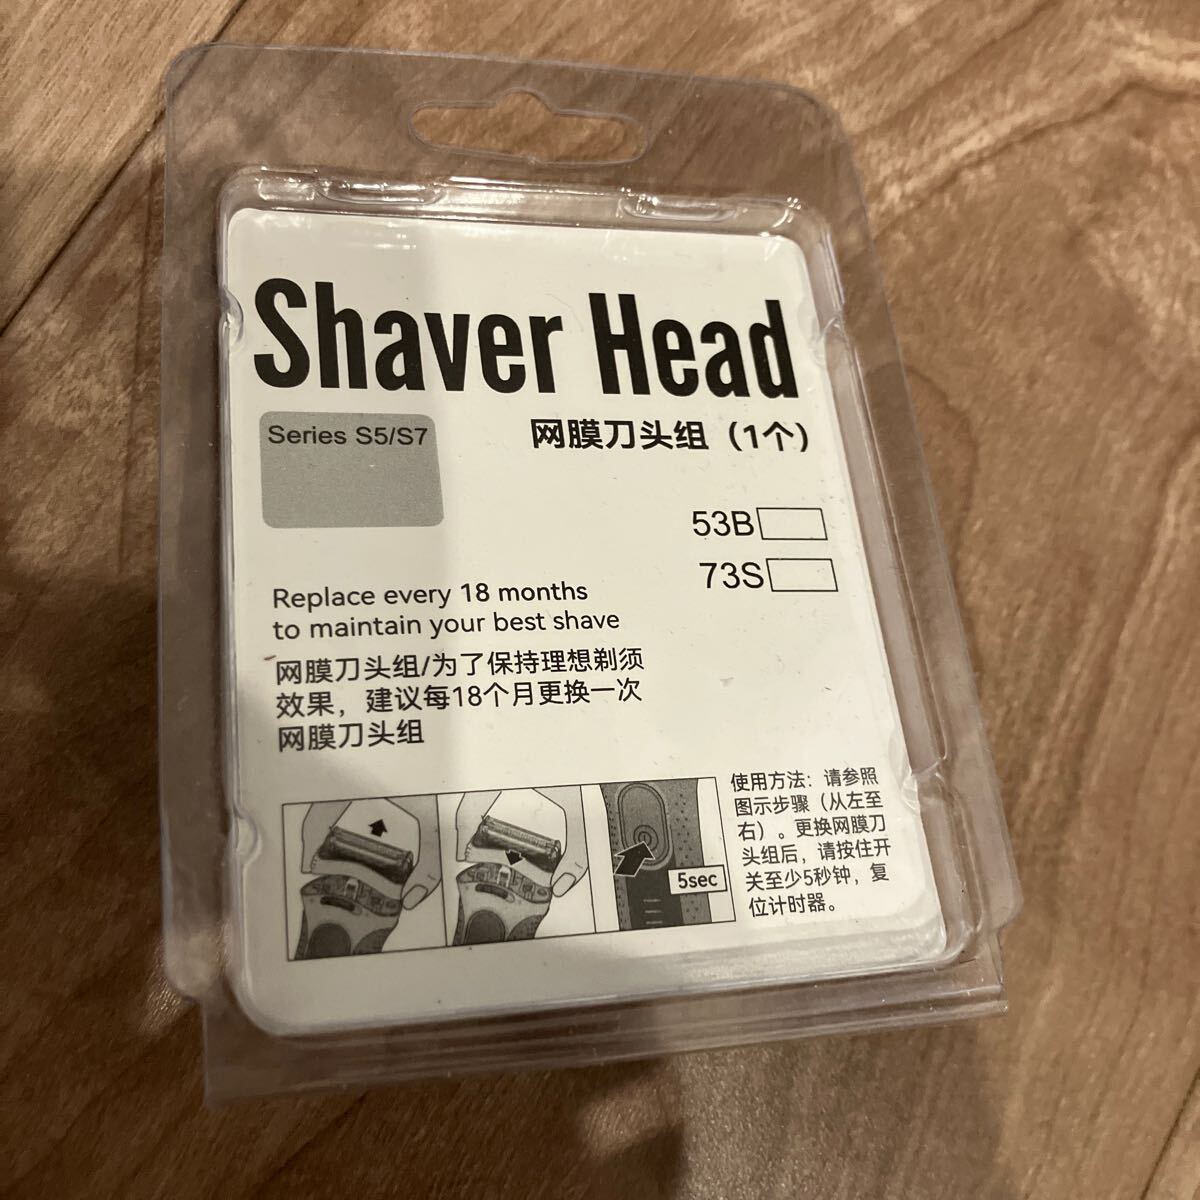 Shaver Head
Series S5/S7
网膜刀头组（1个）
53B
73S
Replace every 18 months
to maintain your best shave
网膜刀头组/为了保持理想剃须
效果，建议每18个月更换一次
网膜刀头组
5sec
使用方法：请参照
图示步骤（从左至
右）。更换网膜刀
头组后，请按住开
关至少5秒钟，复
位计时器。